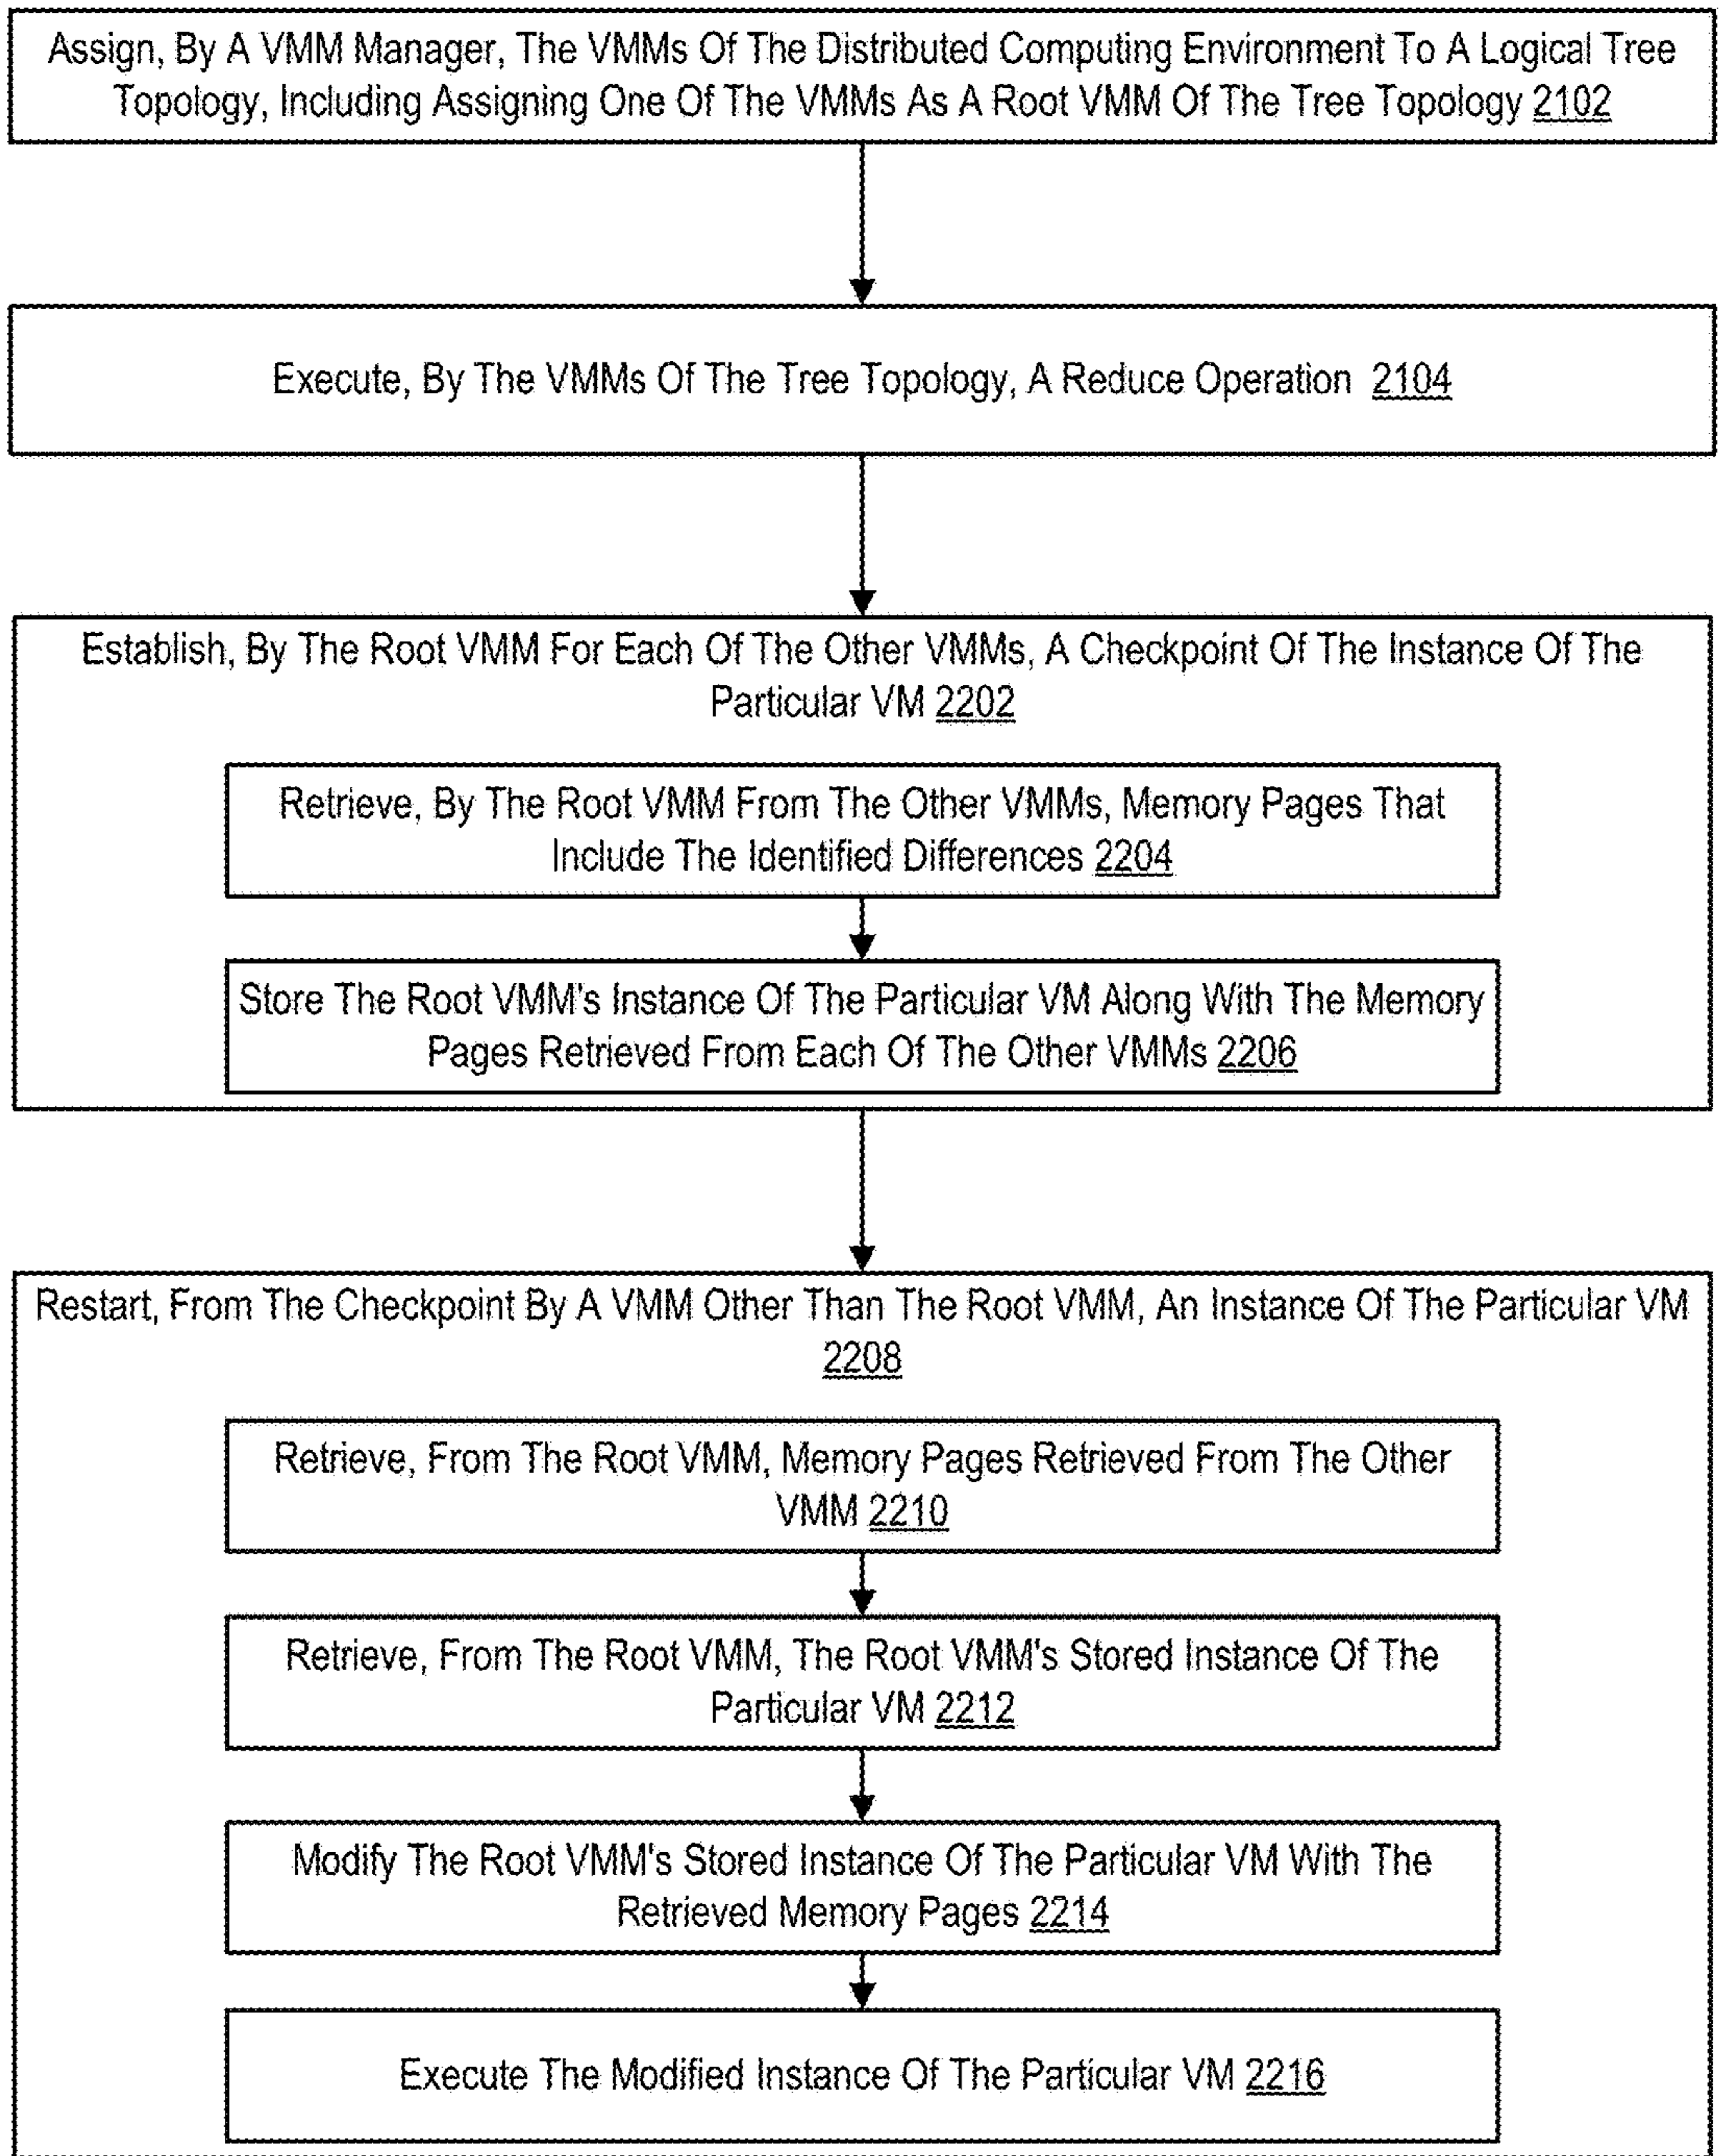 Assign, By A VMM Manager, The VMMs Of The Distributed Computing Environment To A Logical Tree
Topology, Including Assigning One Of The VMMs As A Root VMM Of The Tree Topology 2102
Execute, By The VMMs Of The Tree Topology, A Reduce Operation 2104
Establish, By The Root VMM For Each Of The Other VMMs, A Checkpoint Of The Instance Of The
Particular VM 2202
Retrieve, By The Root VMM From The Other VMMs, Memory Pages That
Include The Identified Differences 2204
Store The Root VMM's Instance Of The Particular VM Along With The Memory
Pages Retrieved From Each Of The Other VMMs 2206
Restart, From The Checkpoint By A VMM Other Than The Root VMM, An Instance Of The Particular VM
2208
Retrieve, From The Root VMM, Memory Pages Retrieved From The Other
VMM 2210
Retrieve, From The Root VMM, The Root VMM's Stored Instance Of The
Particular VM 2212
Modify The Root VMM's Stored Instance Of The Particular VM With The
Retrieved Memory Pages 2214
Execute The Modified Instance Of The Particular VM 2216